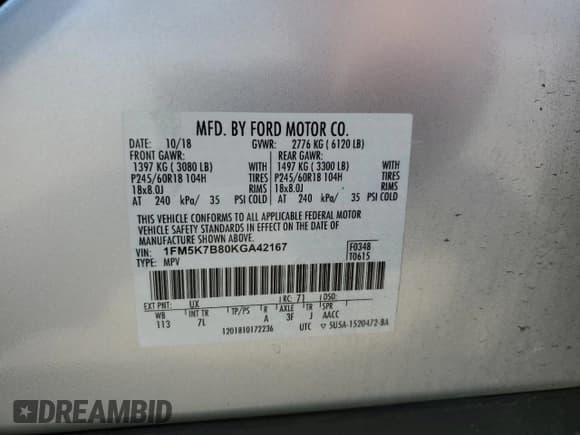 MFD. BY FORD MOTOR CO.
DATE: 10/18 GVWR: 2776 KG ( 6120 LB)
FRONT GAWR: REAR GAWR:
1397 KG ( 3080 LB) WITH 1497 KG ( 3300 LB) WITH
P245/60R18 104H TIRES P245/60R18 104H TIRES
18x8.0J RIMS 18x8.0J RIMS
AT 240 kPa/ 35 PSI COLD AT 240 kPa/ 35 PSI COLD
THIS VEHICLE CONFORMS TO ALL APPLICABLE FEDERAL MOTOR
VEHICLE SAFETY STANDARDS IN EFFECT ON THE DATE OF
MANUFACTURE SHOWN ABOVE.
VIN: 1FM5K7B80KGA42167 F0348
TYPE: MPV T0615
EXT PNT: UX RC: 71 DSO:
WB INT TR TP/PS R AXLE TR SPR
113 7L A 3F J AACC
1201810172236 UTC ▽ 5U5A-1520472-BA
DREAMBID